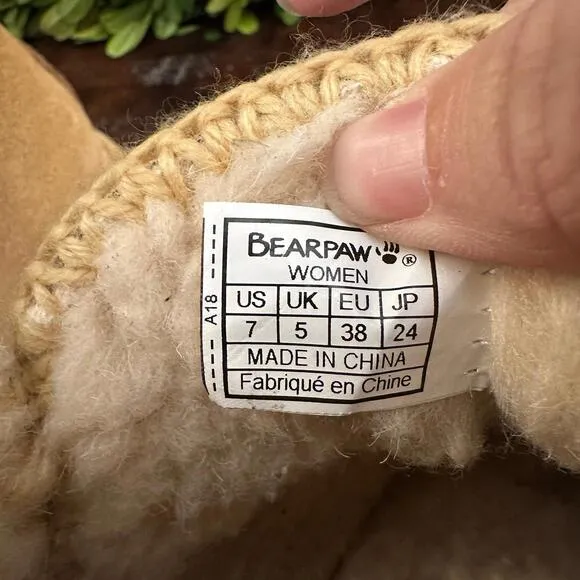 BEARPAW®
WOMEN
US UK EU JP
7 5 38 24
MADE IN CHINA
Fabriqué en Chine
A18